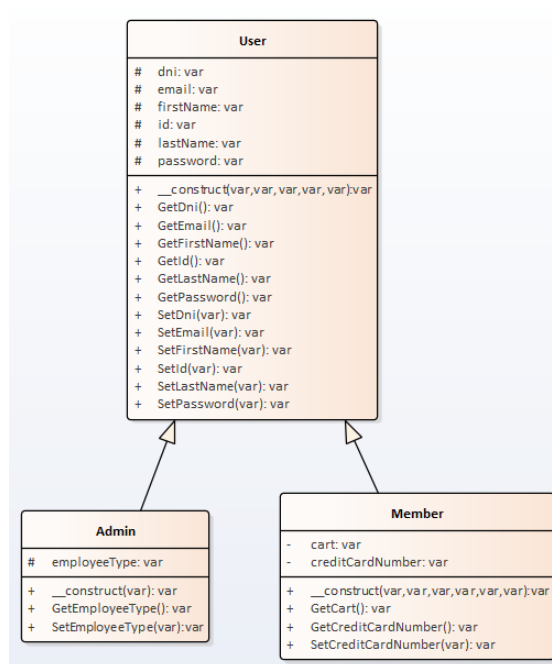 User
# dni: var
# email: var
# firstName: var
# id: var
# lastName: var
# password: var
+ __construct(var,var, var, var, var):var
+ GetDni(): var
+ GetEmail(): var
+ GetFirstName(): var
+ GetId(): var
+ GetLastName(): var
+ GetPassword(): var
+ SetDni(var): var
+ SetEmail(var): var
+ SetFirstName(var): var
+ SetId(var): var
+ SetLastName(var): var
+ SetPassword(var): var
Admin
# employeeType: var
+ __construct(var): var
+ GetEmployeeType(): var
+ SetEmployeeType(var):var
Member
- cart: var
- creditCardNumber: var
+ __construct(var,var,var,var,var,var):var
+ GetCart(): var
+ GetCreditCardNumber(): var
+ SetCreditCardNumber(var): var